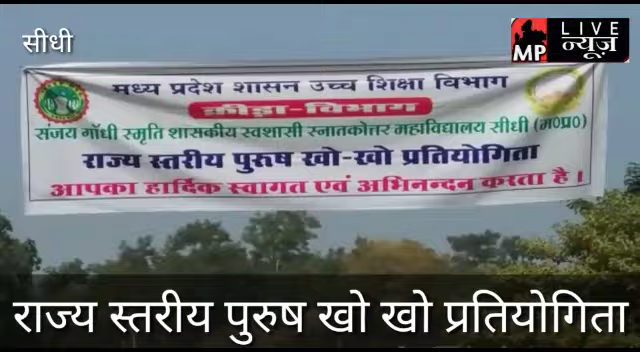 सीधी
MP LIVE
न्यूज़
मध्य प्रदेश शासन उच्च शिक्षा विभाग
क्रीड़ा-विभाग
संजय गाँधी स्मृति शासकीय स्वशासी स्नातकोत्तर महाविद्यालय सीधी (म०प्र०)
राज्य स्तरीय पुरुष खो-खो प्रतियोगिता
आपका हार्दिक स्वागत एवं अभिनन्दन करता है।
राज्य स्तरीय पुरुष खो खो प्रतियोगिता